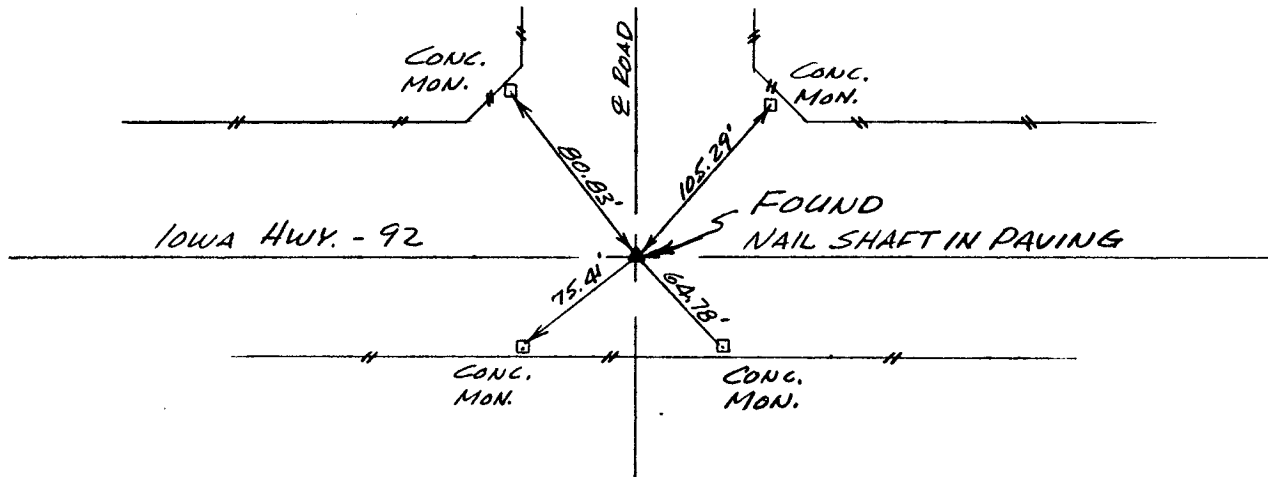 CONC.
MON.
℄ ROAD
CONC.
MON.
80.83'
105.29'
FOUND
NAIL SHAFT IN PAVING
IOWA HWY. - 92
75.41'
64.78'
CONC.
MON.
CONC.
MON.